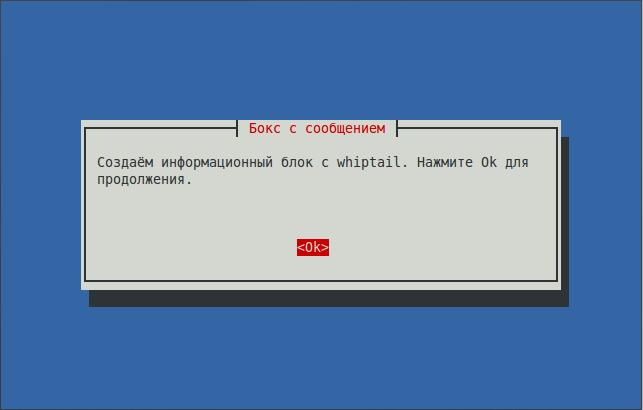 Бокс с сообщением
Создаём информационный блок с whiptail. Нажмите Ok для
продолжения.
<Ok>